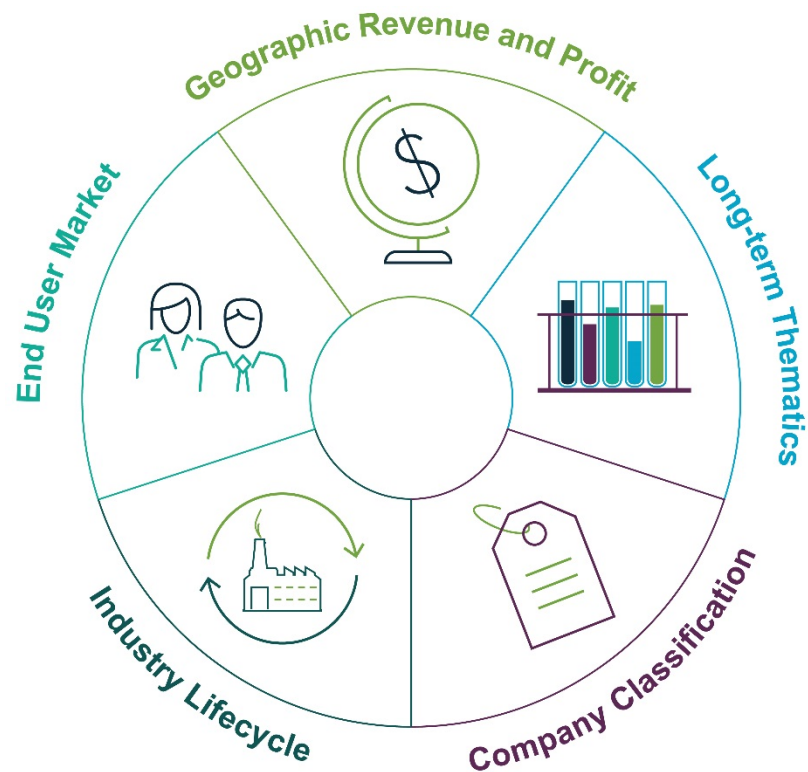 Geographic Revenue and Profit
Long-term Thematics
Company Classification
Industry Lifecycle
End User Market
$